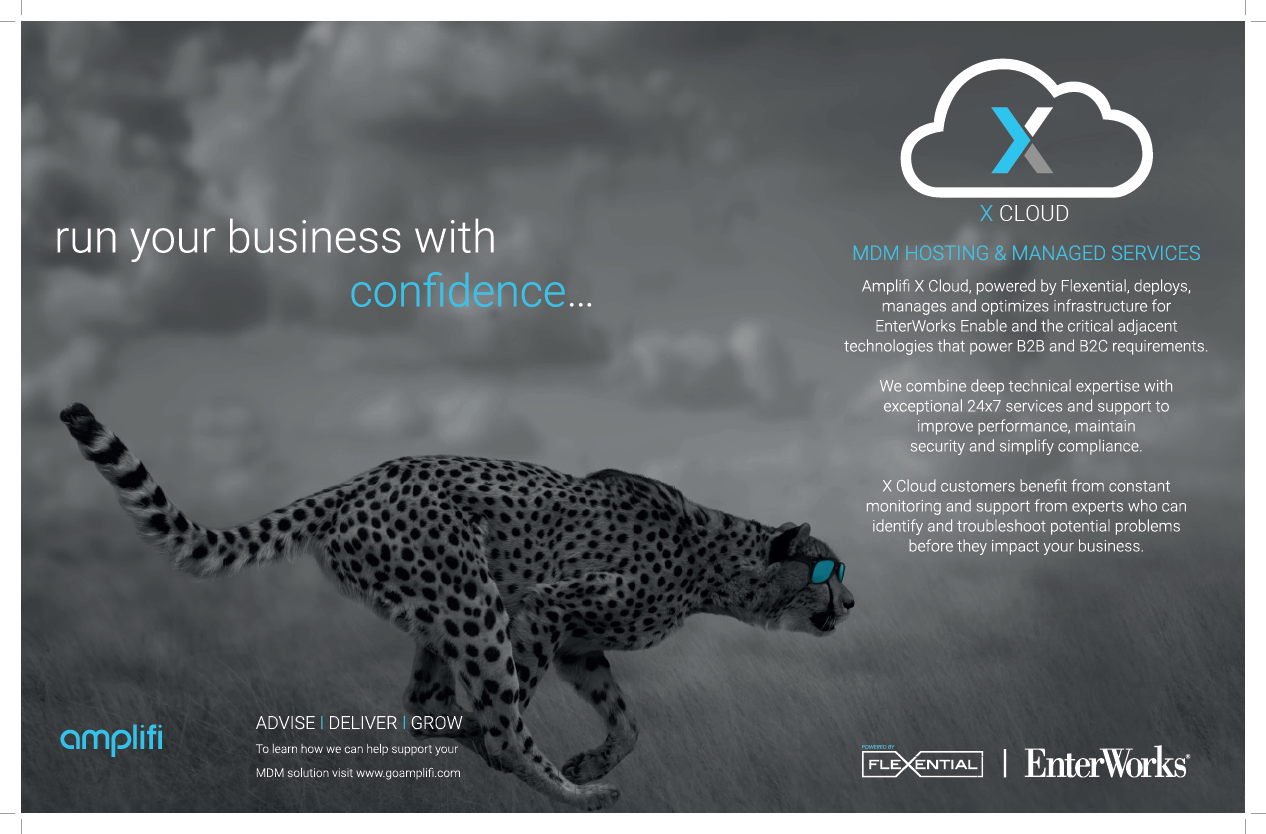 run your business with
confidence...
X CLOUD
MDM HOSTING & MANAGED SERVICES
Amplifi X Cloud, powered by Flexential, deploys,
manages and optimizes infrastructure for
EnterWorks Enable and the critical adjacent
technologies that power B2B and B2C requirements.
We combine deep technical expertise with
exceptional 24x7 services and support to
improve performance, maintain
security and simplify compliance.
X Cloud customers benefit from constant
monitoring and support from experts who can
identify and troubleshoot potential problems
before they impact your business.
amplifi
ADVISE | DELIVER | GROW
To learn how we can help support your
MDM solution visit www.goamplifi.com
POWERED BY
FLEXENTIAL | EnterWorks®